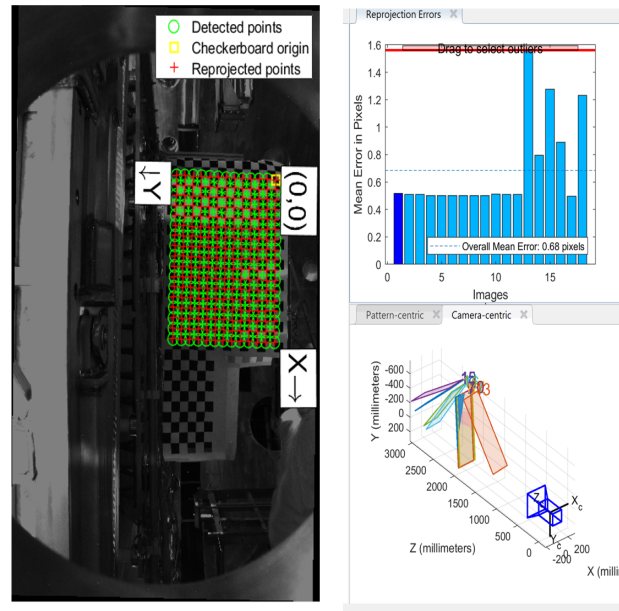 Detected points
Checkerboard origin
Reprojected points
(0,0)
↑Y
X→
Reprojection Errors
Drag to select outliers
Mean Error in Pixels
1.6
1.4
1.2
1
0.8
0.6
0.4
0.2
0
Overall Mean Error: 0.68 pixels
0 5 10 15
Images
Pattern-centric
Camera-centric
Y (millimeters)
-600
-400
-200
0
200
3000
2500
2000
1500
1000
500
0
Z (millimeters)
Z
Xc
Yc
-200
0
200
X (milli